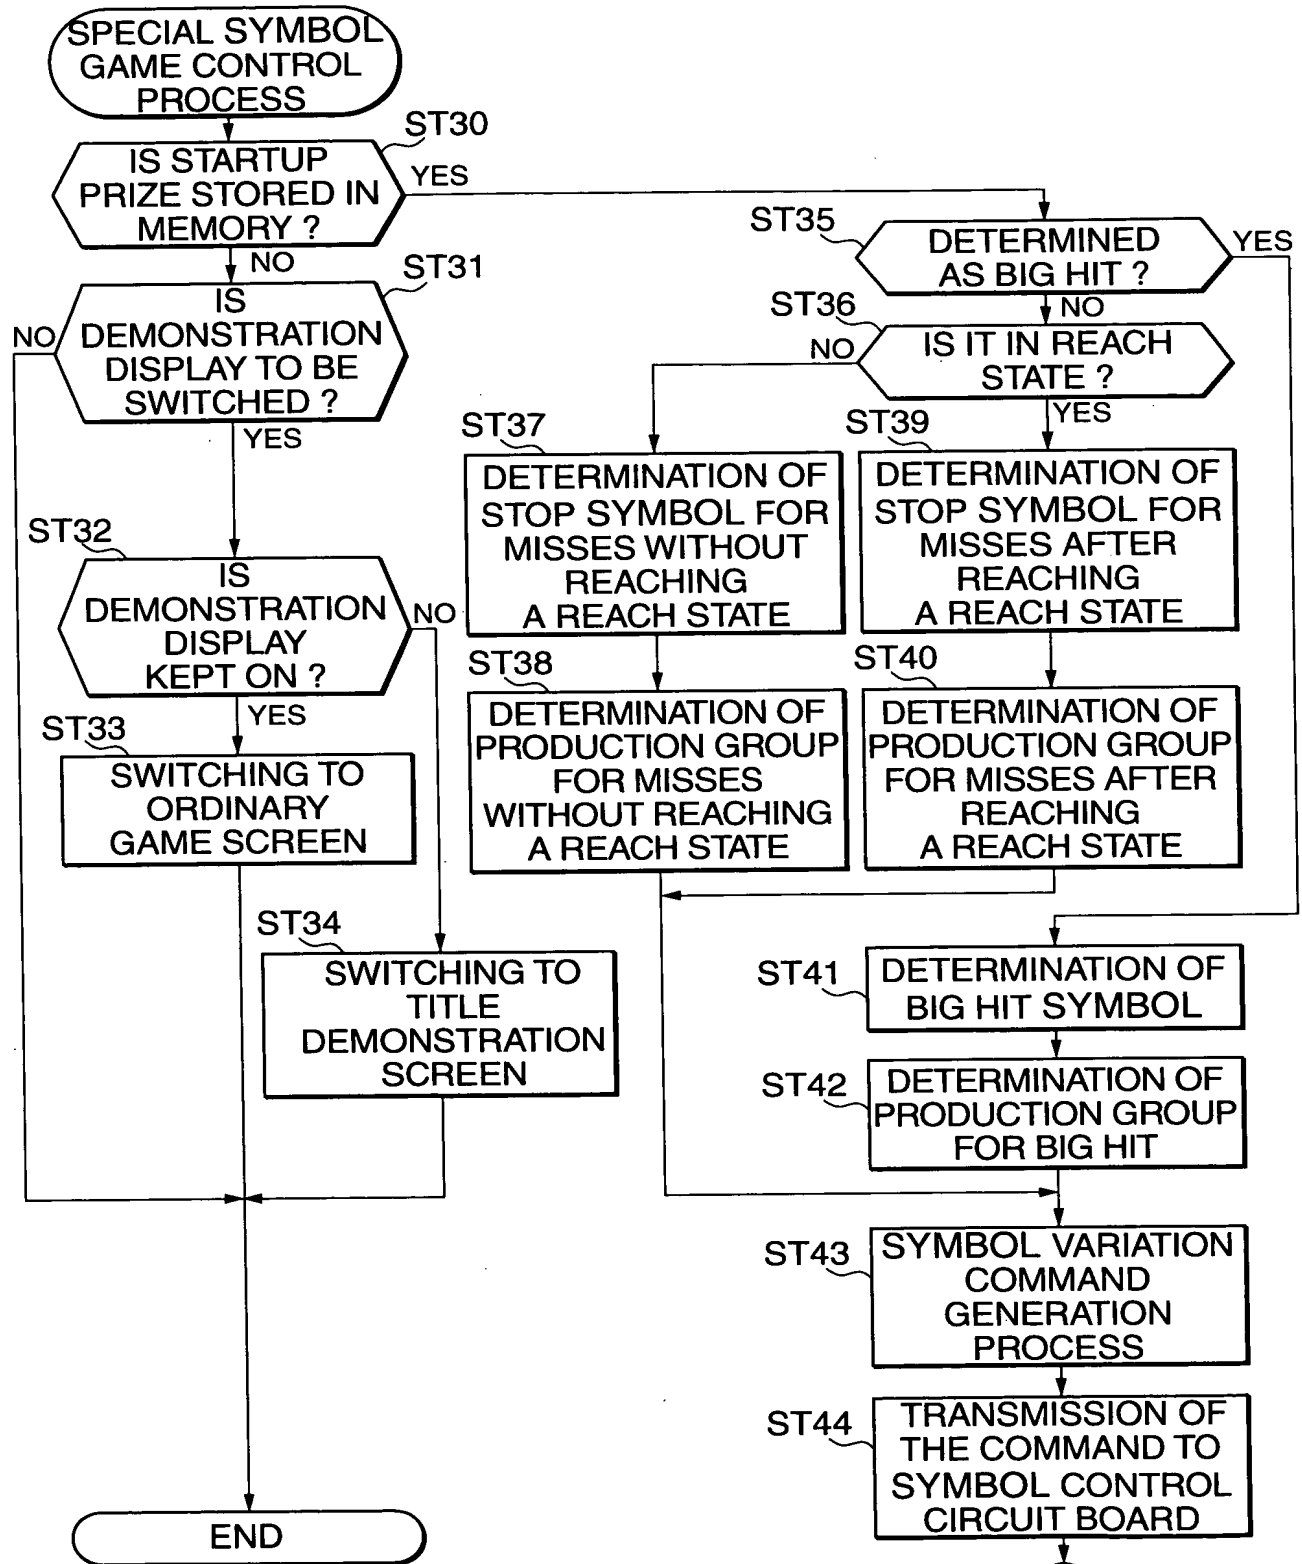 SPECIAL SYMBOL
GAME CONTROL
PROCESS
ST30
IS STARTUP
PRIZE STORED IN
MEMORY ?
YES
NO
ST31
IS
DEMONSTRATION
DISPLAY TO BE
SWITCHED ?
NO
YES
ST32
IS
DEMONSTRATION
DISPLAY
KEPT ON ?
NO
YES
ST33
SWITCHING TO
ORDINARY
GAME SCREEN
ST34
SWITCHING TO
TITLE
DEMONSTRATION
SCREEN
END
ST35
DETERMINED
AS BIG HIT ?
YES
NO
ST36
IS IT IN REACH
STATE ?
NO
YES
ST37
DETERMINATION OF
STOP SYMBOL FOR
MISSES WITHOUT
REACHING
A REACH STATE
ST38
DETERMINATION OF
PRODUCTION GROUP
FOR MISSES
WITHOUT REACHING
A REACH STATE
ST39
DETERMINATION OF
STOP SYMBOL FOR
MISSES AFTER
REACHING
A REACH STATE
ST40
DETERMINATION OF
PRODUCTION GROUP
FOR MISSES AFTER
REACHING
A REACH STATE
ST41
DETERMINATION OF
BIG HIT SYMBOL
ST42
DETERMINATION OF
PRODUCTION GROUP
FOR BIG HIT
ST43
SYMBOL VARIATION
COMMAND
GENERATION
PROCESS
ST44
TRANSMISSION OF
THE COMMAND TO
SYMBOL CONTROL
CIRCUIT BOARD